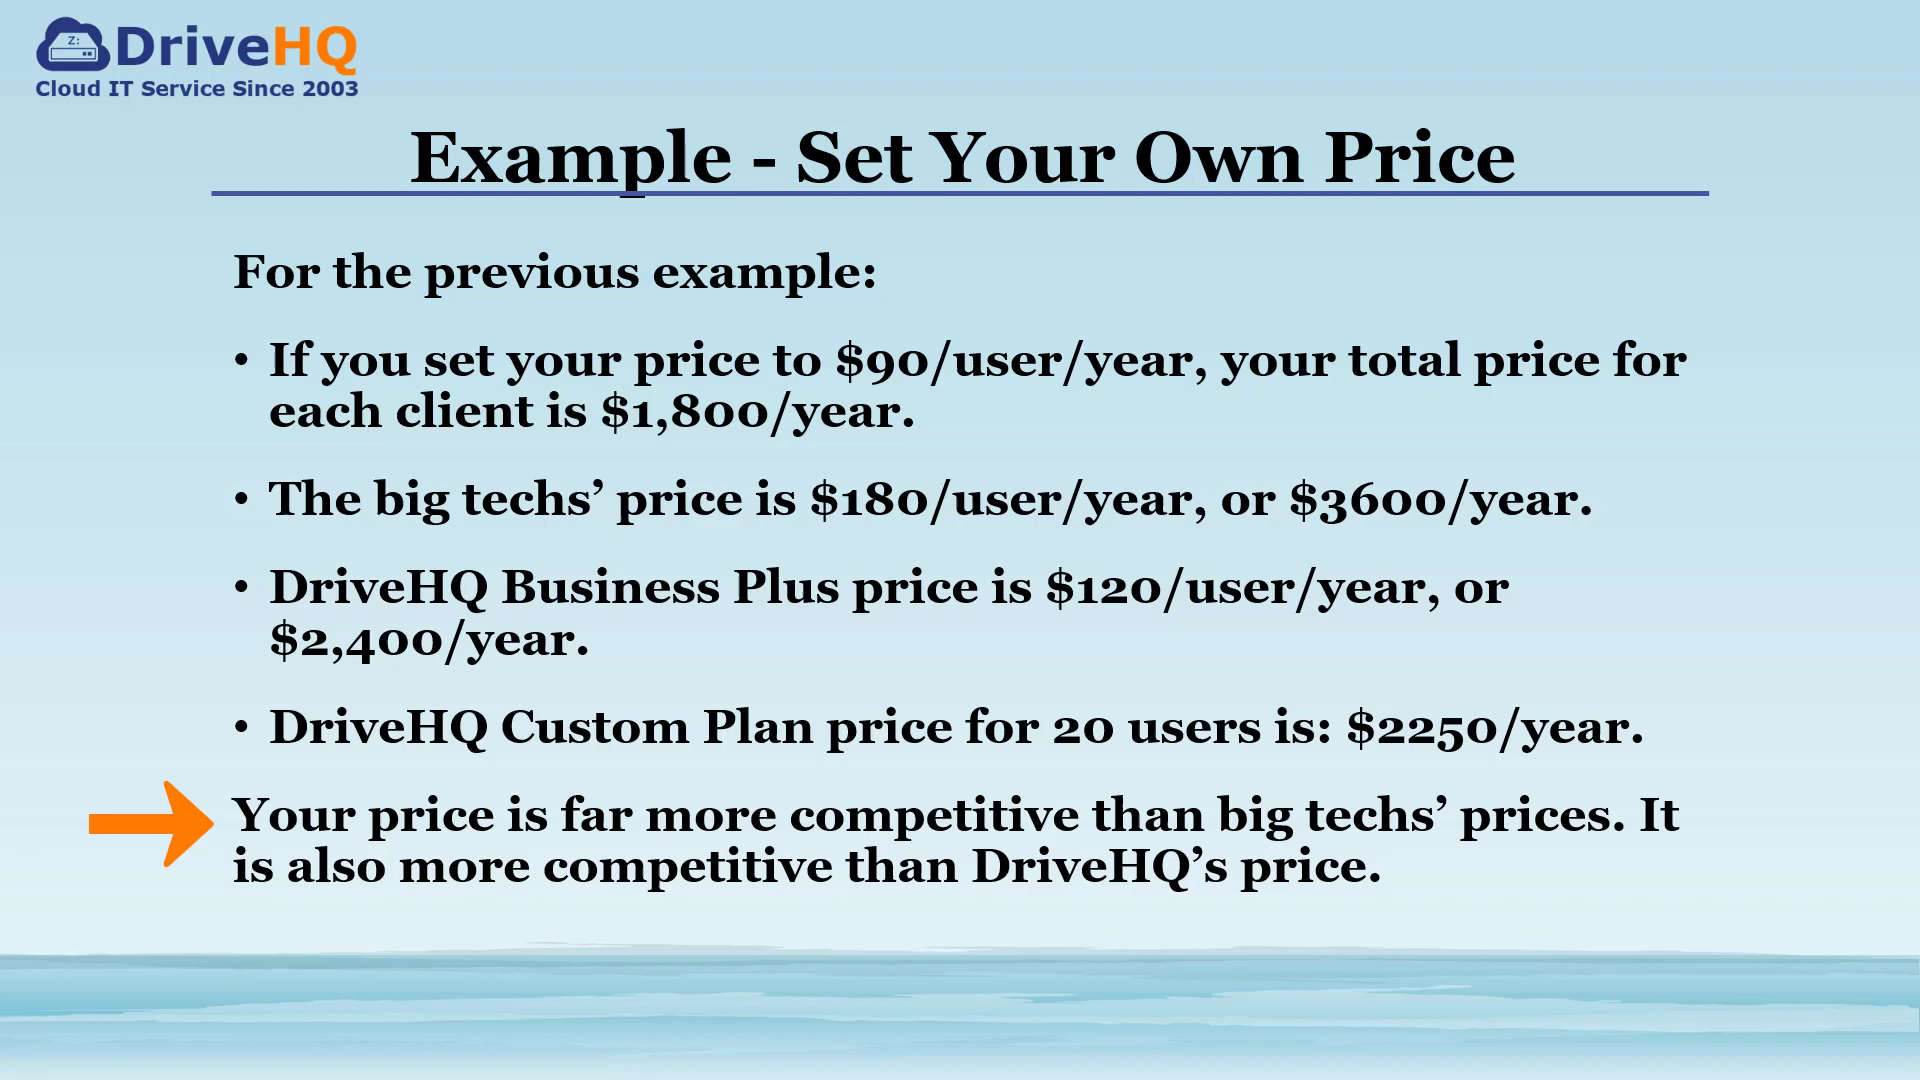 Z:
DriveHQ
Cloud IT Service Since 2003
Example - Set Your Own Price
For the previous example:
• If you set your price to $90/user/year, your total price for
each client is $1,800/year.
• The big techs’ price is $180/user/year, or $3600/year.
• DriveHQ Business Plus price is $120/user/year, or
$2,400/year.
• DriveHQ Custom Plan price for 20 users is: $2250/year.
Your price is far more competitive than big techs’ prices. It
is also more competitive than DriveHQ’s price.